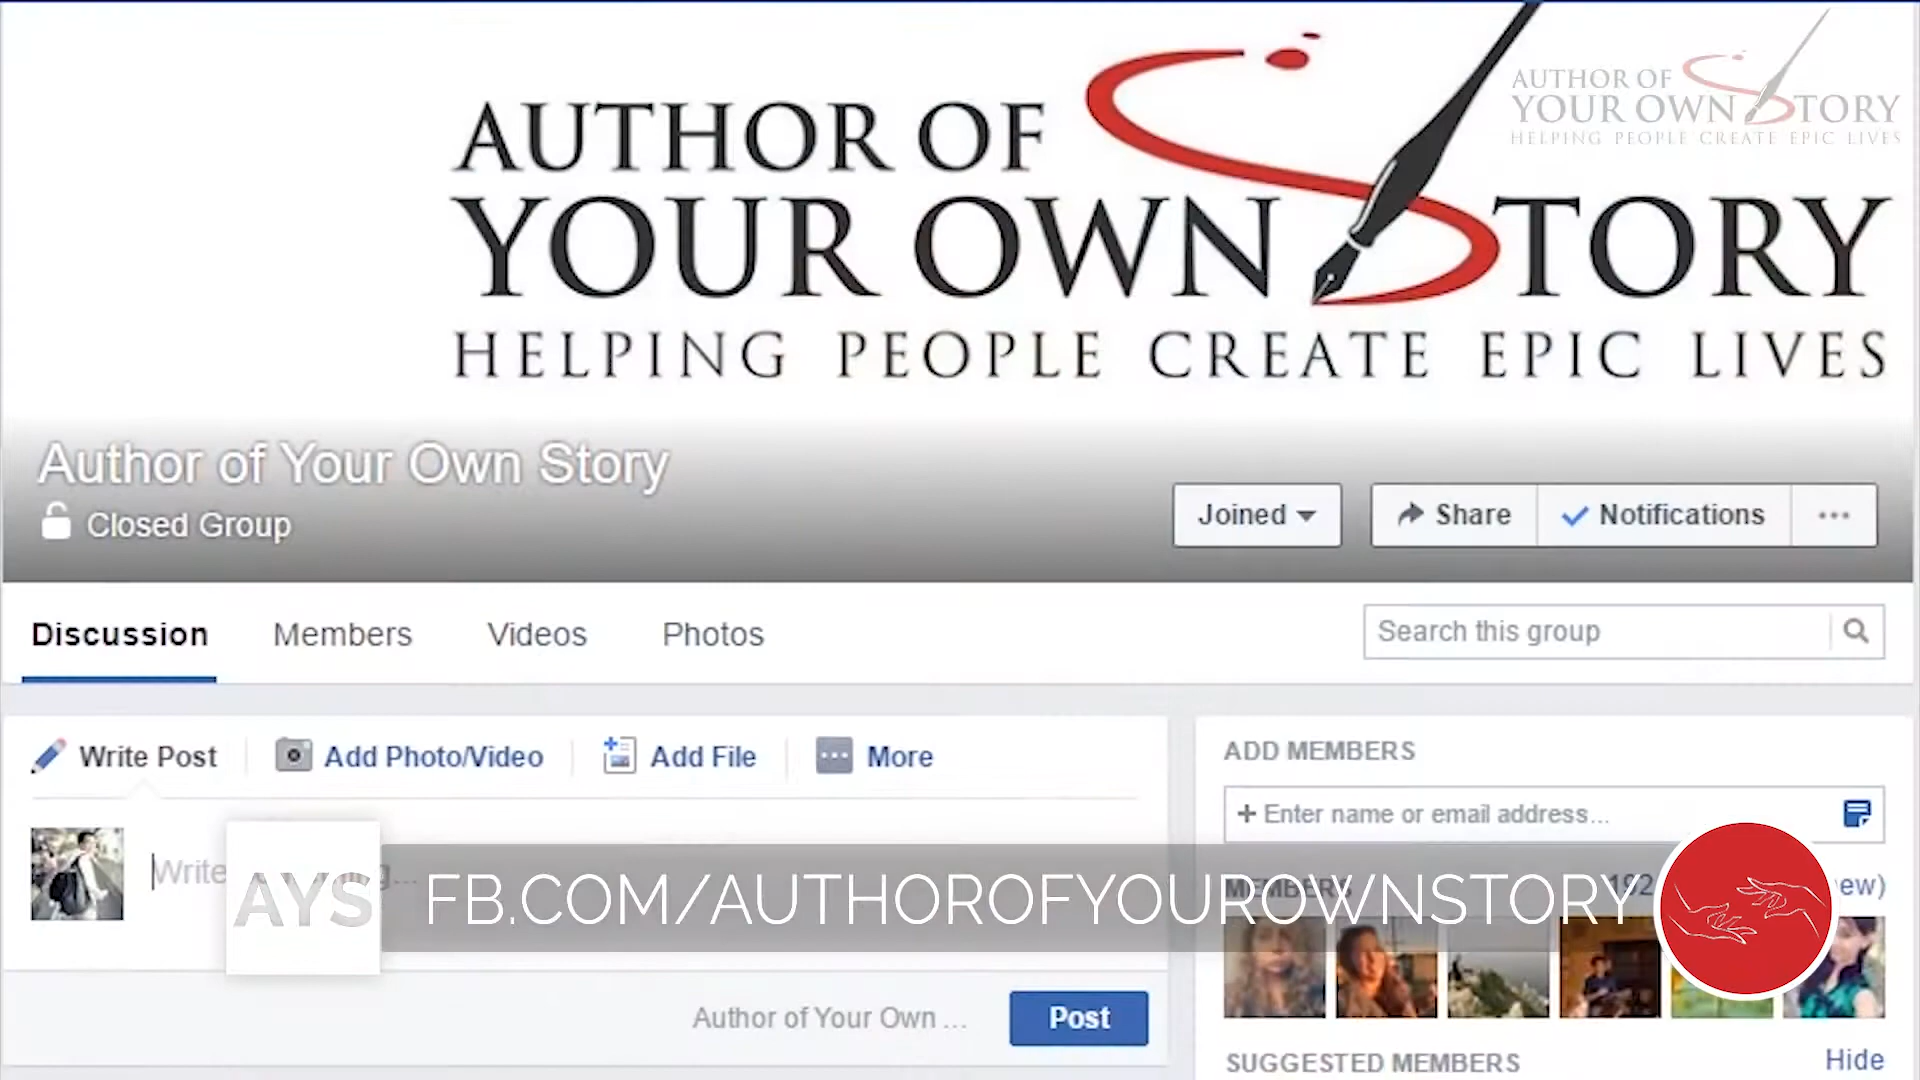 AUTHOR OF
YOUR OWN STORY
HELPING PEOPLE CREATE EPIC LIVES
AUTHOR OF
YOUR OWN STORY
HELPING PEOPLE CREATE EPIC LIVES
Author of Your Own Story
Closed Group
Joined
Share
Notifications
Discussion
Members
Videos
Photos
Search this group
Write Post
Add Photo/Video
Add File
More
ADD MEMBERS
+ Enter name or email address...
Write
AYS
FB.COM/AUTHOROFYOUROWNSTORY
MEMBERS
Author of Your Own ...
Post
SUGGESTED MEMBERS
Hide